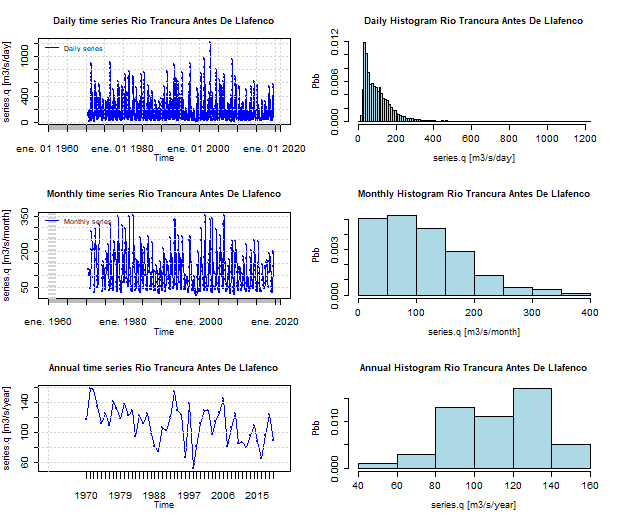 Daily time series Rio Trancura Antes De Llafenco
series.q [m3/s/day]
1000
400
0
Daily series
ene. 01 1960 ene. 01 1980 ene. 01 2000 ene. 01 2020
Time
Daily Histogram Rio Trancura Antes De Llafenco
Pbb
0.012
0.006
0.000
0 200 400 600 800 1000 1200
series.q [m3/s/day]
Monthly time series Rio Trancura Antes De Llafenco
series.q [m3/s/month]
350
200
50
Monthly series
ene. 1960 ene. 1980 ene. 2000 ene. 2020
Time
Monthly Histogram Rio Trancura Antes De Llafenco
Pbb
0.003
0.000
0 100 200 300 400
series.q [m3/s/month]
Annual time series Rio Trancura Antes De Llafenco
series.q [m3/s/year]
140
100
60
1970 1979 1988 1997 2006 2015
Time
Annual Histogram Rio Trancura Antes De Llafenco
Pbb
0.010
0.000
40 60 80 100 120 140 160
series.q [m3/s/year]